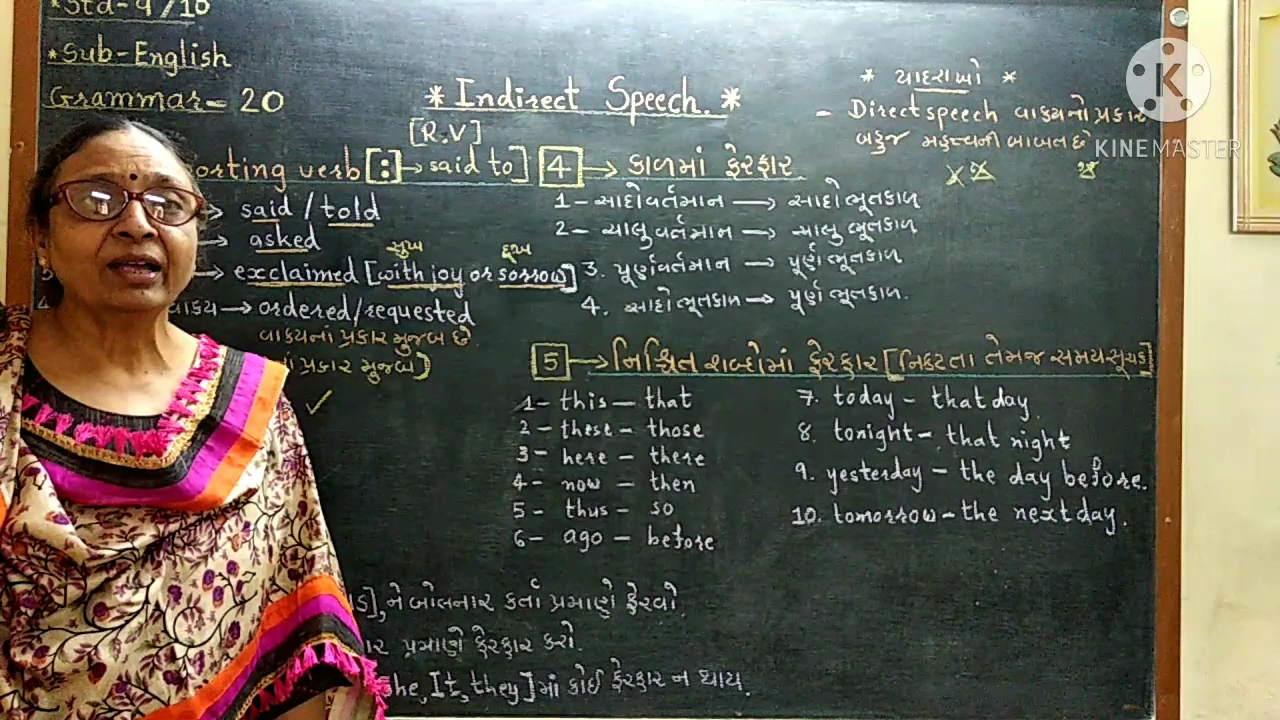 *Std-9/10
*Sub-English
Grammar-20
*Indirect Speech.*
[R.V]
orting verb [:→ said to]
→ said / told
→ asked
સુખ દુઃખ
→ exclaimed [with joy or sorrow]
વાક્ય → ordered/requested
વાક્યનાં પ્રકાર મુજબ છે.
નાં પ્રકાર મુજબ)
* યાદરાખો *
- Direct speech વાક્યનો પ્રકાર
બહુજ મહત્વની બાબત છે
K
KINEMASTER
4 → કાળમાં ફેરફાર
1- સાદોવર્તમાન → સાદો ભૂતકાળ
2- ચાલુવર્તમાન → ચાલુ ભૂતકાળ
3. પૂર્ણવર્તમાન → પૂર્ણ ભૂતકાળ
4. સાદોભૂતકાળ → પૂર્ણ ભૂતકાળ.
5 → નિશ્ચિત શબ્દોમાં ફેરફાર [નિકટતા તેમજ સમયસૂચક]
1- this - that
2- these - those
3- here - there
4- now - then
5- thus - so
6- ago - before
7. today - that day
8. tonight - that night
9. yesterday - the day before.
10. tomorrow - the next day.
], ને બોલનાર કર્તા પ્રમાણે ફેરવો.
ાર પ્રમાણે ફેરફાર કરો.
She, It, they] માં કોઈ ફેરફાર ન થાય.